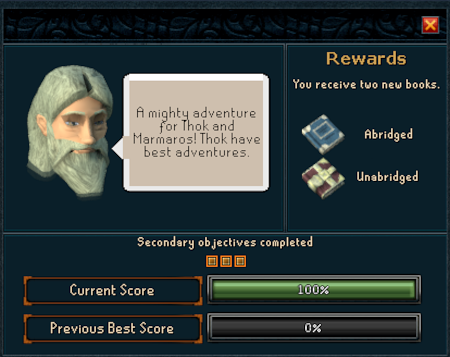 Rewards
You receive two new books.
A mighty adventure
for Thok and
Marmaros! Thok have
best adventures.
Abridged
Unabridged
Secondary objectives completed
Current Score
100%
Previous Best Score
0%